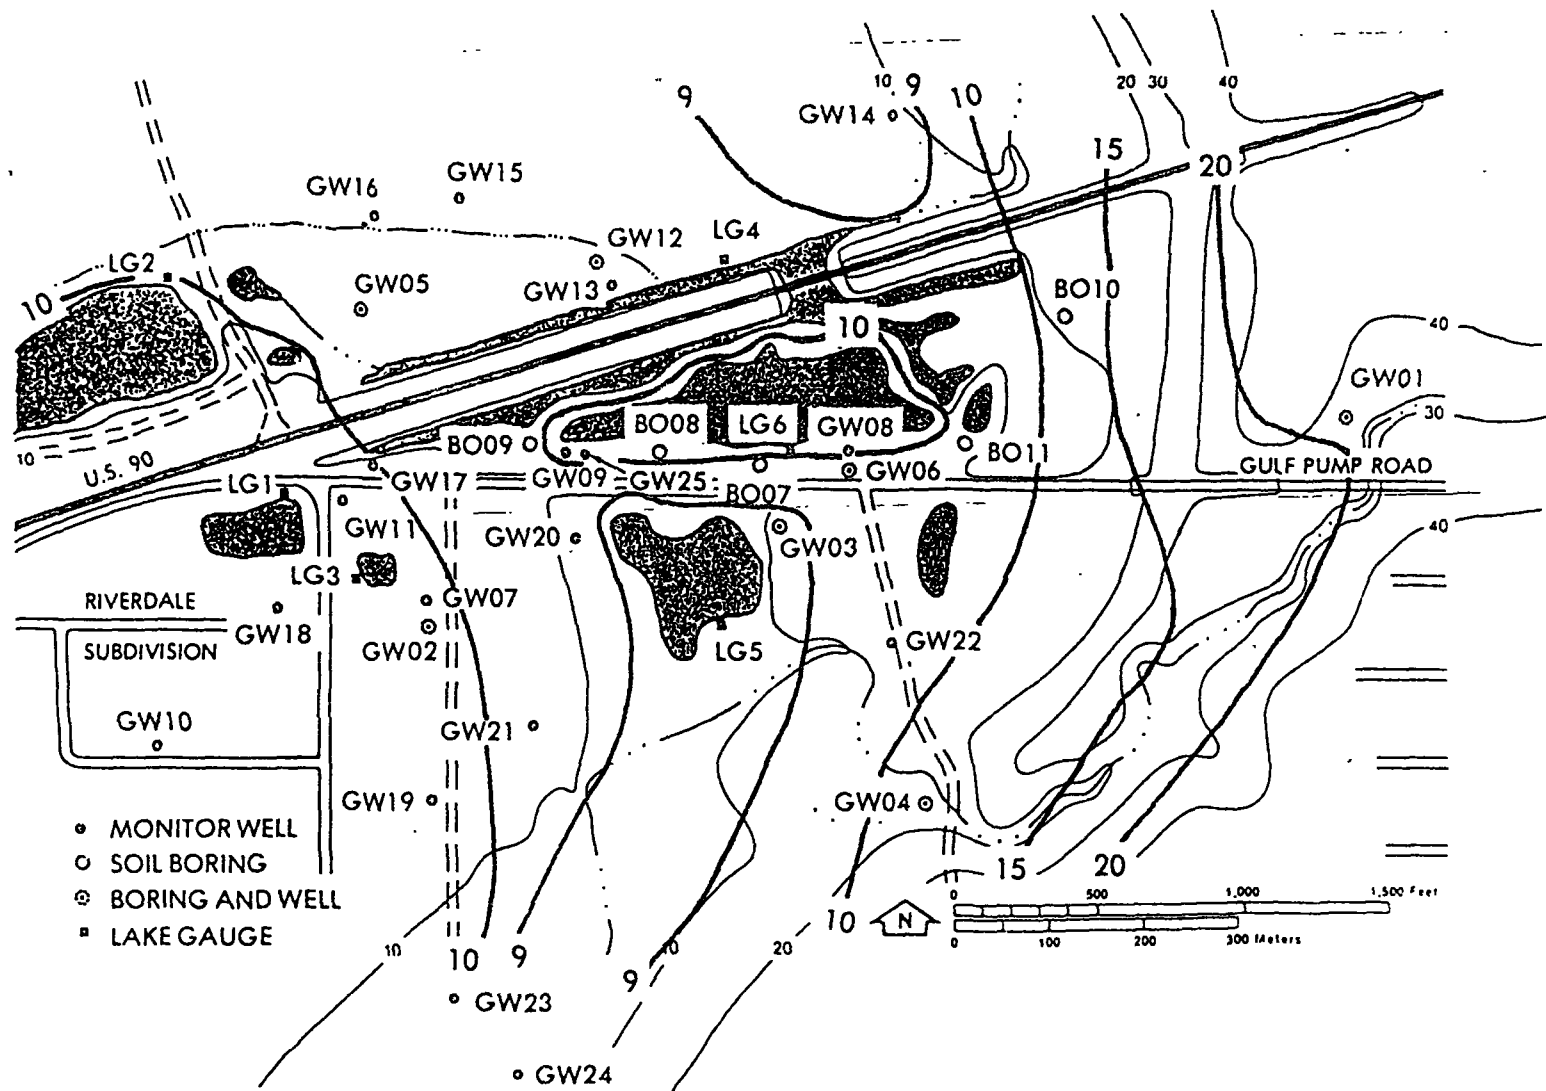 9
10
9
10
20
30
40
GW14
15
20
GW15
GW16
LG4
GW12
LG2
10
GW05
GW13
BO10
10
40
GW01
30
BO08
LG6
GW08
BO09
BO11
10
U.S. 90
GW09
GW25
BO07
GW06
GULF PUMP ROAD
LG1
GW17
GW11
GW20
GW03
40
LG3
GW07
RIVERDALE
GW18
GW02
SUBDIVISION
LG5
GW22
GW10
GW21
GW19
GW04
MONITOR WELL
SOIL BORING
BORING AND WELL
LAKE GAUGE
15
20
0 500 1,000 1,500 Feet
N
0 100 200 300 Meters
10
10
20
10
9
10
9
GW23
GW24